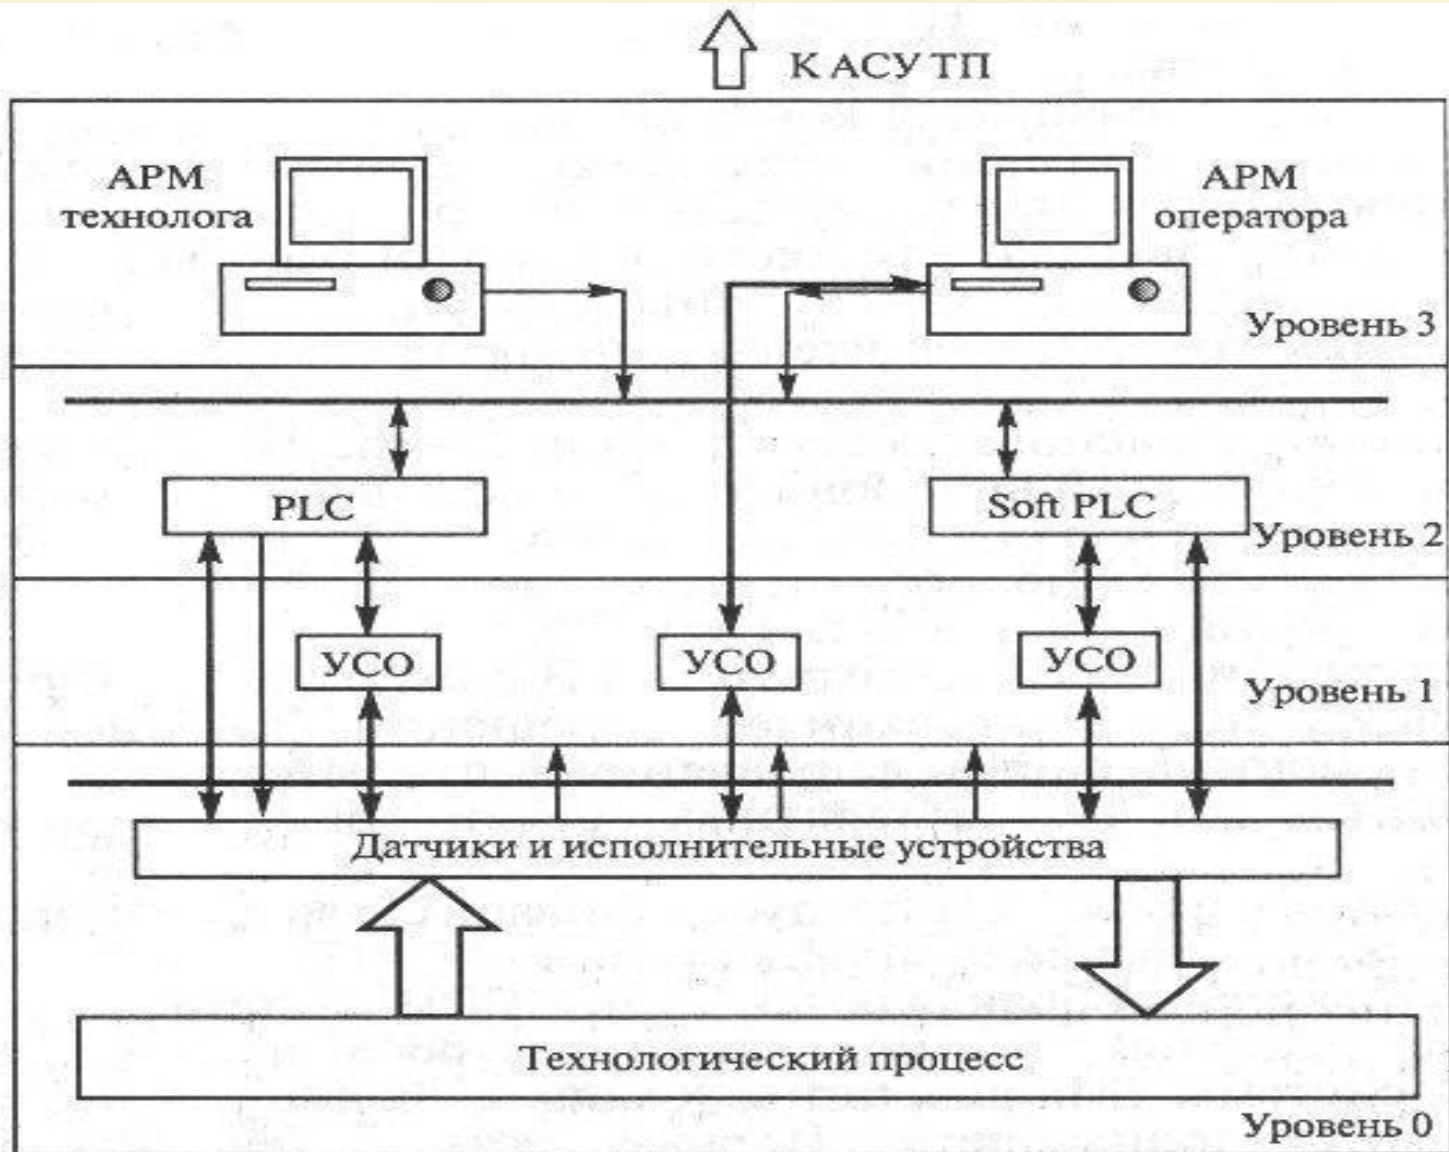 К АСУ ТП
АРМ
технолога
АРМ
оператора
Уровень 3
PLC
Soft PLC
Уровень 2
УСО
УСО
УСО
Уровень 1
Датчики и исполнительные устройства
Технологический процесс
Уровень 0